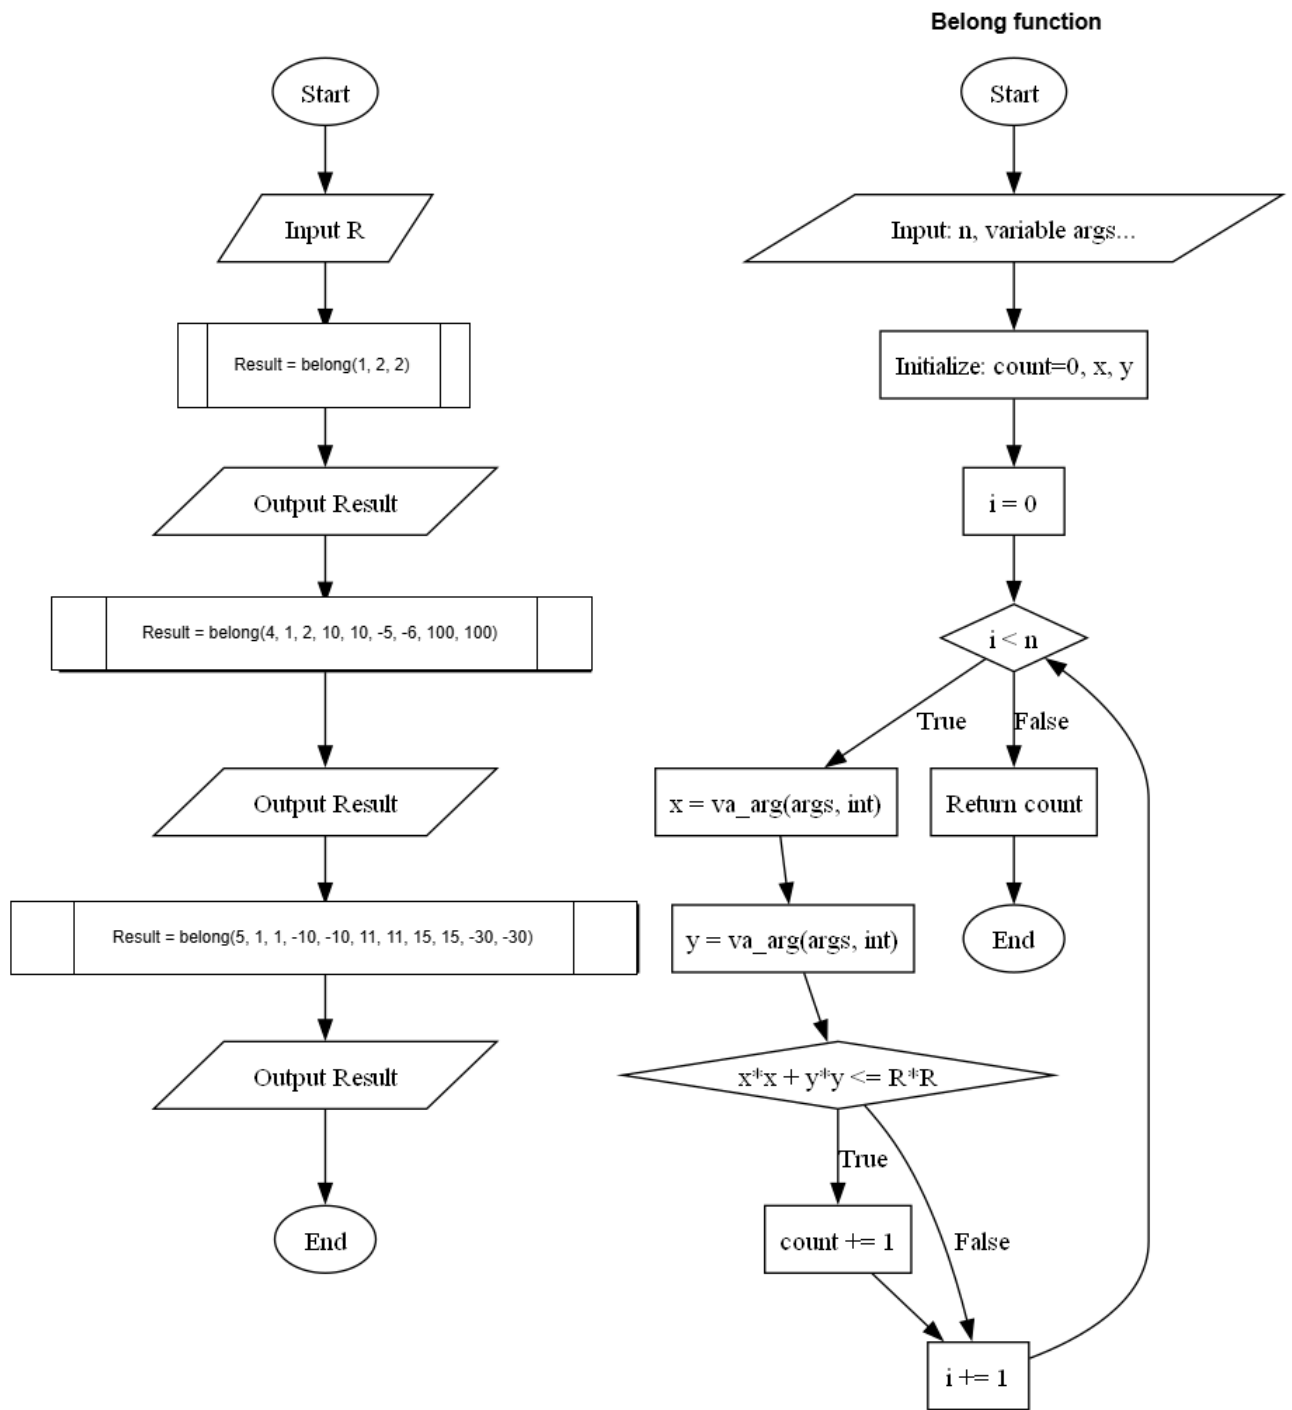 Belong function
Start
Input R
Result = belong(1, 2, 2)
Output Result
Result = belong(4, 1, 2, 10, 10, -5, -6, 100, 100)
Output Result
Result = belong(5, 1, 1, -10, -10, 11, 11, 15, 15, -30, -30)
Output Result
End
Start
Input: n, variable args...
Initialize: count=0, x, y
i = 0
i < n
True
False
x = va_arg(args, int)
Return count
y = va_arg(args, int)
End
x*x + y*y <= R*R
True
count += 1
False
i += 1